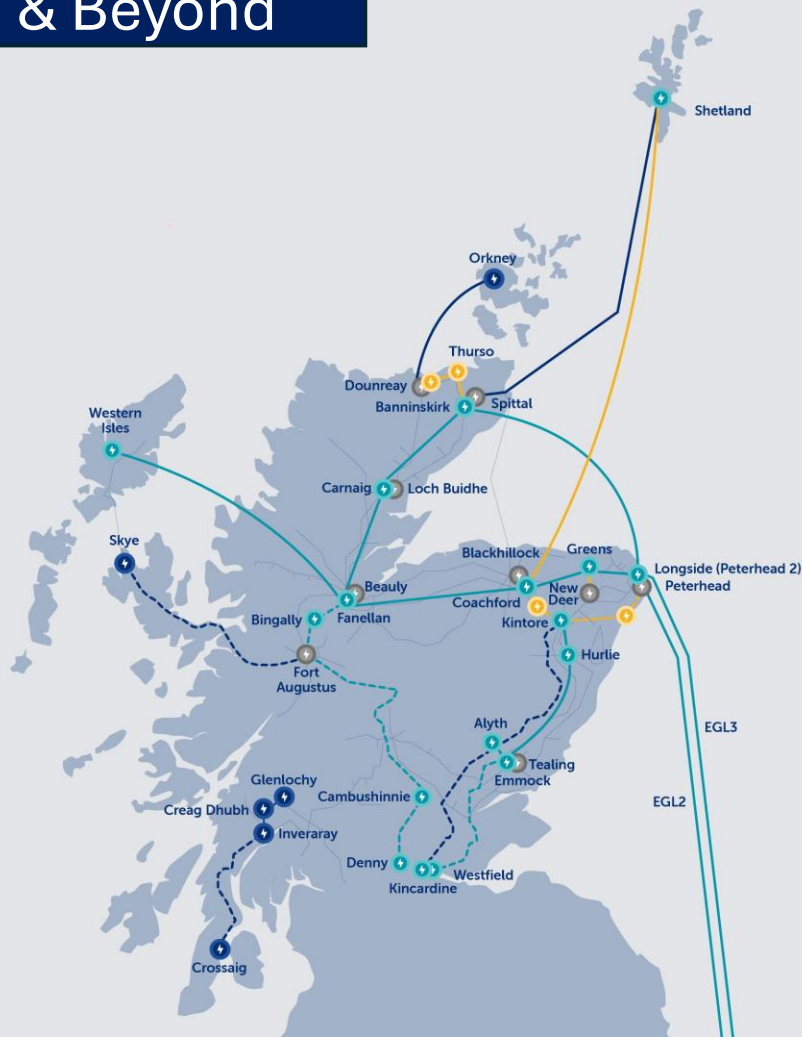 & Beyond
Shetland
Orkney
Thurso
Dounreay
Banninskirk
Spittal
Western
Isles
Carnaig
Loch Buidhe
Skye
Blackhillock
Greens
Longside (Peterhead 2)
Peterhead
Beauly
New
Deer
Coachford
Fanellan
Bingally
Kintore
Hurlie
Fort
Augustus
Alyth
EGL3
Tealing
Emmock
Glenlochy
Cambushinnie
EGL2
Creag Dhubh
Inveraray
Denny
Westfield
Kincardine
Crossaig